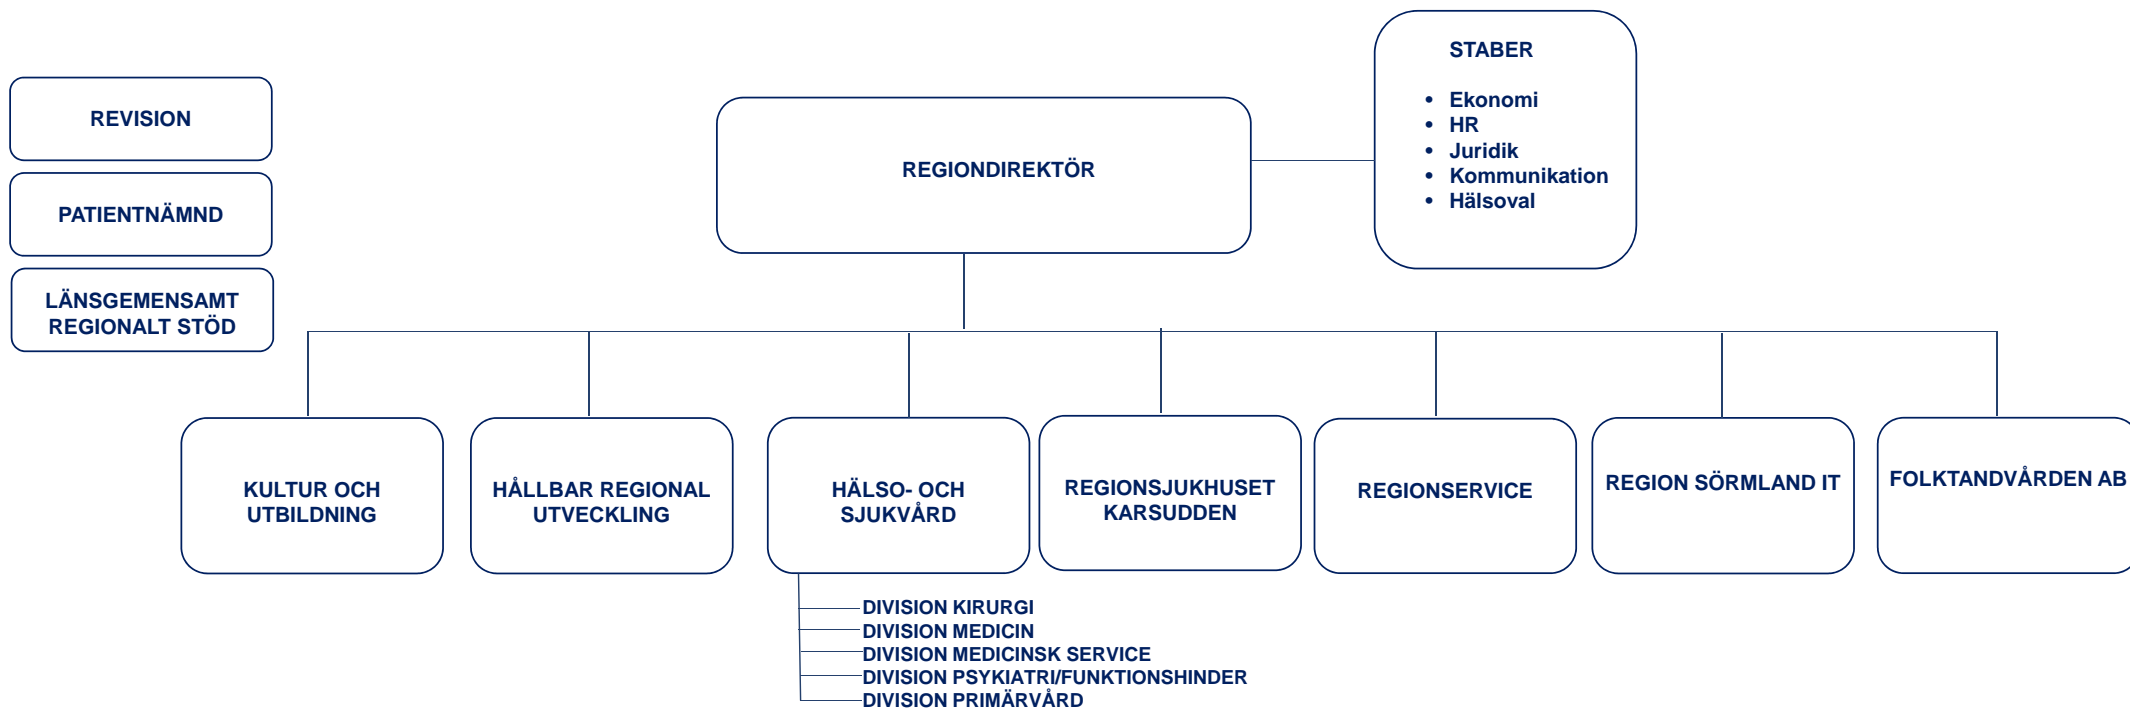 STABER
• Ekonomi
• HR
• Juridik
• Kommunikation
• Hälsoval
REVISION
PATIENTNÄMND
LÄNSGEMENSAMT
REGIONALT STÖD
REGIONDIREKTÖR
KULTUR OCH
UTBILDNING
HÅLLBAR REGIONAL
UTVECKLING
HÄLSO- OCH
SJUKVÅRD
REGIONSJUKHUSET
KARSUDDEN
REGIONSERVICE
REGION SÖRMLAND IT
FOLKTANDVÅRDEN AB
DIVISION KIRURGI
DIVISION MEDICIN
DIVISION MEDICINSK SERVICE
DIVISION PSYKIATRI/FUNKTIONSHINDER
DIVISION PRIMÄRVÅRD